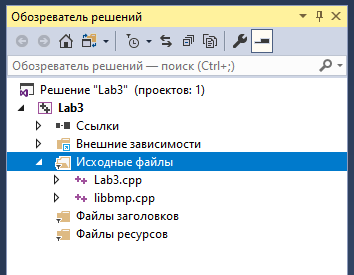 Обозреватель решений
Обозреватель решений — поиск (Ctrl+;)
Решение "Lab3" (проектов: 1)
Lab3
Ссылки
Внешние зависимости
Исходные файлы
Lab3.cpp
libbmp.cpp
Файлы заголовков
Файлы ресурсов